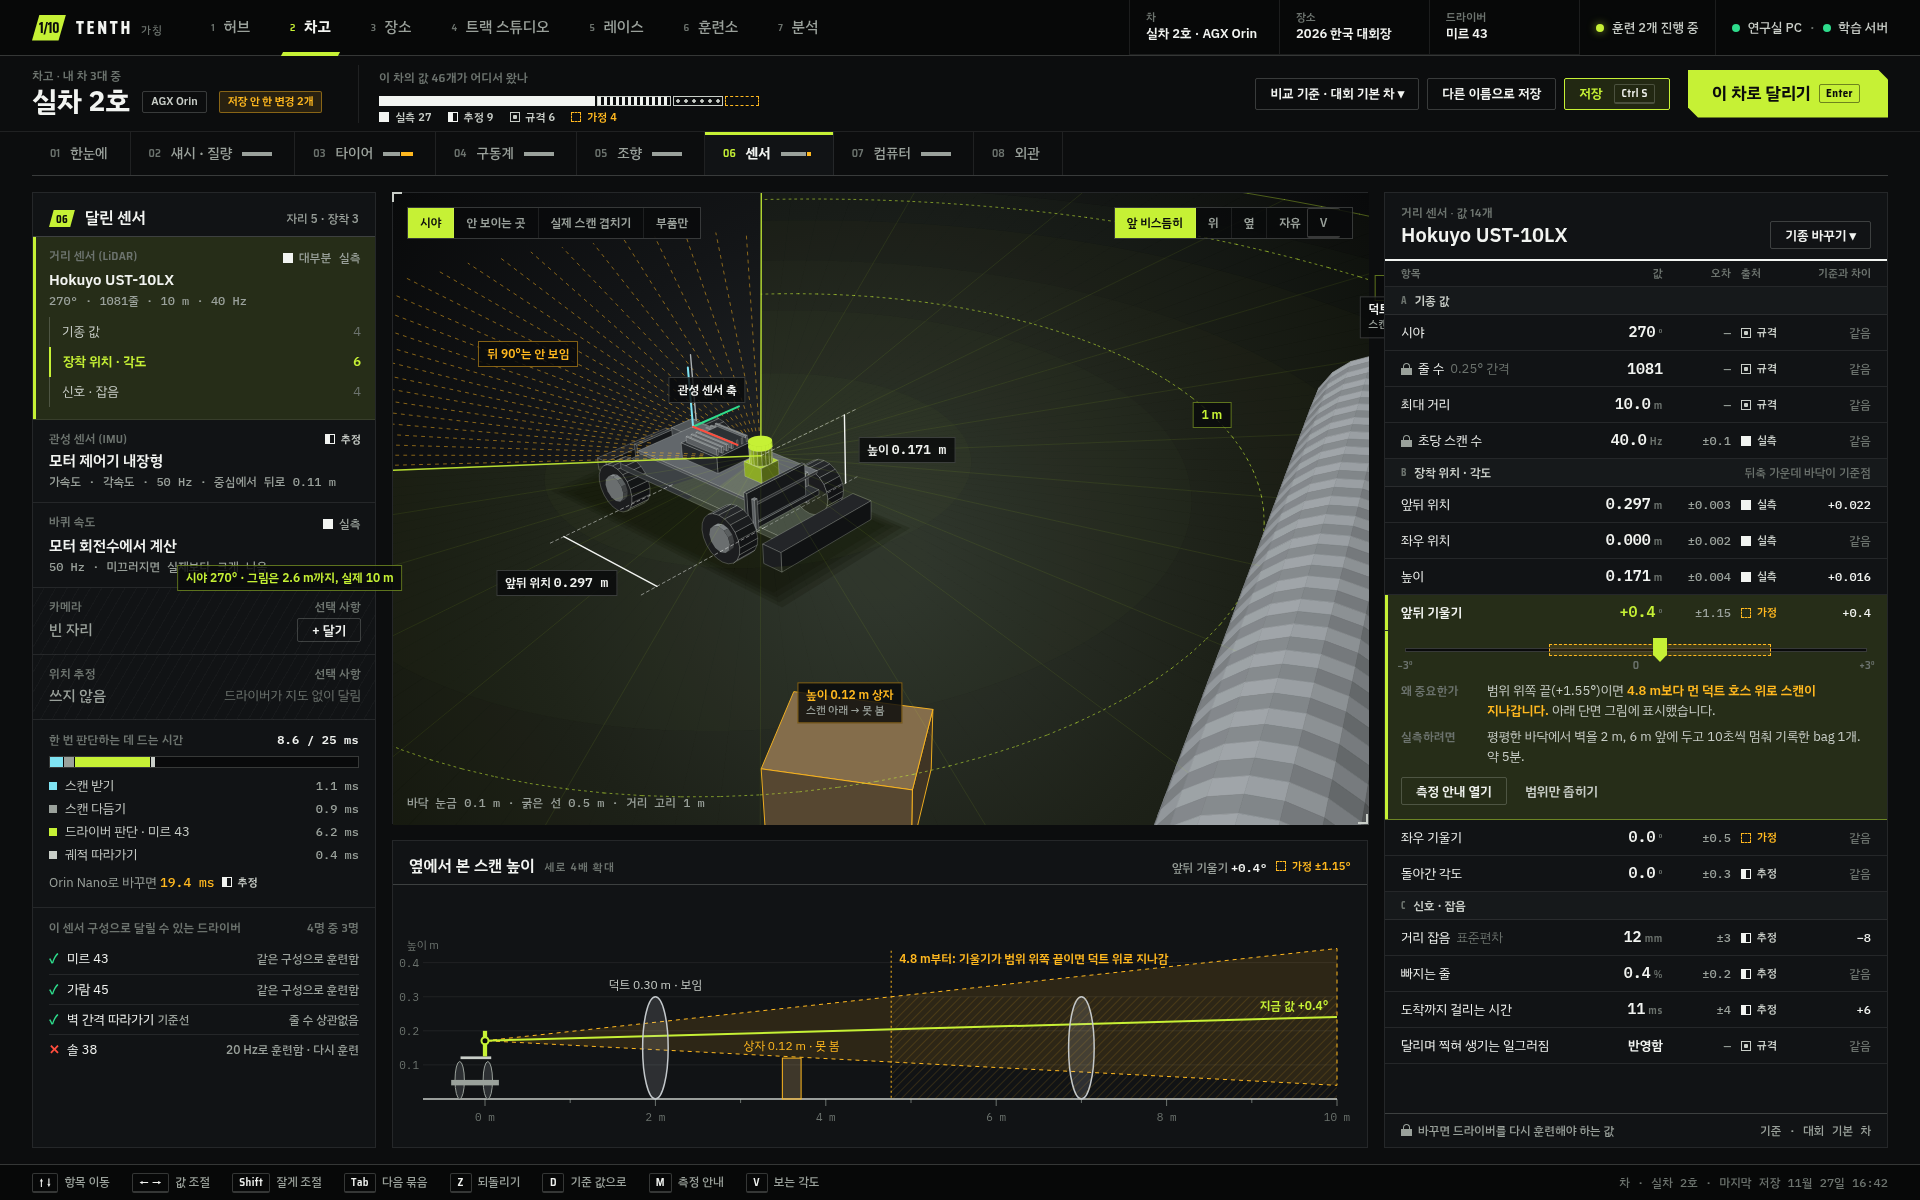 1/10 TENTH 가칭
1 허브
2 차고
3 장소
4 트랙 스튜디오
5 레이스
6 훈련소
7 분석
차
실차 2호 · AGX Orin
장소
2026 한국 대회장
드라이버
미르 43
훈련 2개 진행 중
연구실 PC · 학습 서버
차고 · 내 차 3대 중
실차 2호
AGX Orin
저장 안 한 변경 2개
이 차의 값 46개가 어디서 왔나
실측 27 추정 9 규격 6 가정 4
비교 기준 · 대회 기본 차 ▾
다른 이름으로 저장
저장 Ctrl S
이 차로 달리기 Enter
01 한눈에
02 섀시 · 질량
03 타이어
04 구동계
05 조향
06 센서
07 컴퓨터
08 외관
06 달린 센서
자리 5 · 장착 3
거리 센서 (LiDAR)
대부분 실측
Hokuyo UST-10LX
270° · 1081줄 · 10 m · 40 Hz
기종 값 4
장착 위치 · 각도 6
신호 · 잡음 4
관성 센서 (IMU)
추정
모터 제어기 내장형
가속도 · 각속도 · 50 Hz · 중심에서 뒤로 0.11 m
바퀴 속도
실측
모터 회전수에서 계산
50 Hz · 미끄러지면
카메라
선택 사항
빈 자리
+ 달기
위치 추정
선택 사항
쓰지 않음
드라이버가 지도 없이 달림
한 번 판단하는 데 드는 시간
8.6 / 25 ms
스캔 받기 1.1 ms
스캔 다듬기 0.9 ms
드라이버 판단 · 미르 43 6.2 ms
궤적 따라가기 0.4 ms
Orin Nano로 바꾸면 19.4 ms 추정
이 센서 구성으로 달릴 수 있는 드라이버
4명 중 3명
✓ 미르 43 같은 구성으로 훈련함
✓ 가람 45 같은 구성으로 훈련함
✓ 벽 간격 따라가기 기준선 줄 수 상관없음
✕ 솔 38 20 Hz로 훈련함 · 다시 훈련
시야
안 보이는 곳
실제 스캔 겹치기
부품만
앞 비스듬히
위
옆
자유
V
뒤 90°는 안 보임
관성 센서 축
1 m
높이 0.171 m
앞뒤 위치 0.297 m
시야 270° · 그림은 2.6 m까지, 실제 10 m
높이 0.12 m 상자
스캔 아래 → 못 봄
바닥 눈금 0.1 m · 굵은 선 0.5 m · 거리 고리 1 m
옆에서 본 스캔 높이 세로 4배 확대
앞뒤 기울기 +0.4° 가정 ±1.15°
높이 m
0.4
0.3
0.2
0.1
덕트 0.30 m · 보임
4.8 m부터: 기울기가 범위 위쪽 끝이면 덕트 위로 지나감
지금 값 +0.4°
상자 0.12 m · 못 봄
0 m
2 m
4 m
6 m
8 m
10 m
거리 센서 · 값 14개
Hokuyo UST-10LX
기종 바꾸기 ▾
항목 값 오차 출처 기준과 차이
A 기종 값
시야 270 ° — 규격 같음
줄 수 0.25° 간격 1081 — 규격 같음
최대 거리 10.0 m — 규격 같음
초당 스캔 수 40.0 Hz ±0.1 실측 같음
B 장착 위치 · 각도 뒤축 가운데 바닥이 기준점
앞뒤 위치 0.297 m ±0.003 실측 +0.022
좌우 위치 0.000 m ±0.002 실측 같음
높이 0.171 m ±0.004 실측 +0.016
앞뒤 기울기 +0.4 ° ±1.15 가정 +0.4
-3° 0 +3°
왜 중요한가
범위 위쪽 끝(+1.55°)이면 4.8 m보다 먼 덕트 호스 위로 스캔이
지나갑니다. 아래 단면 그림에 표시했습니다.
실측하려면
평평한 바닥에서 벽을 2 m, 6 m 앞에 두고 10초씩 멈춰 기록한 bag 1개.
약 5분.
측정 안내 열기
범위만 좁히기
좌우 기울기 0.0 ° ±0.5 가정 같음
돌아간 각도 0.0 ° ±0.3 추정 같음
C 신호 · 잡음
거리 잡음 표준편차 12 mm ±3 추정 −8
빠지는 줄 0.4 % ±0.2 추정 같음
도착까지 걸리는 시간 11 ms ±4 추정 +6
달리며 찍혀 생기는 일그러짐 반영함 — 규격 같음
바꾸면 드라이버를 다시 훈련해야 하는 값
기준 · 대회 기본 차
↑↓ 항목 이동
←→ 값 조절
Shift 잘게 조절
Tab 다음 묶음
Z 되돌리기
D 기준 값으로
M 측정 안내
V 보는 각도
차 · 실차 2호 · 마지막 저장 11월 27일 16:42